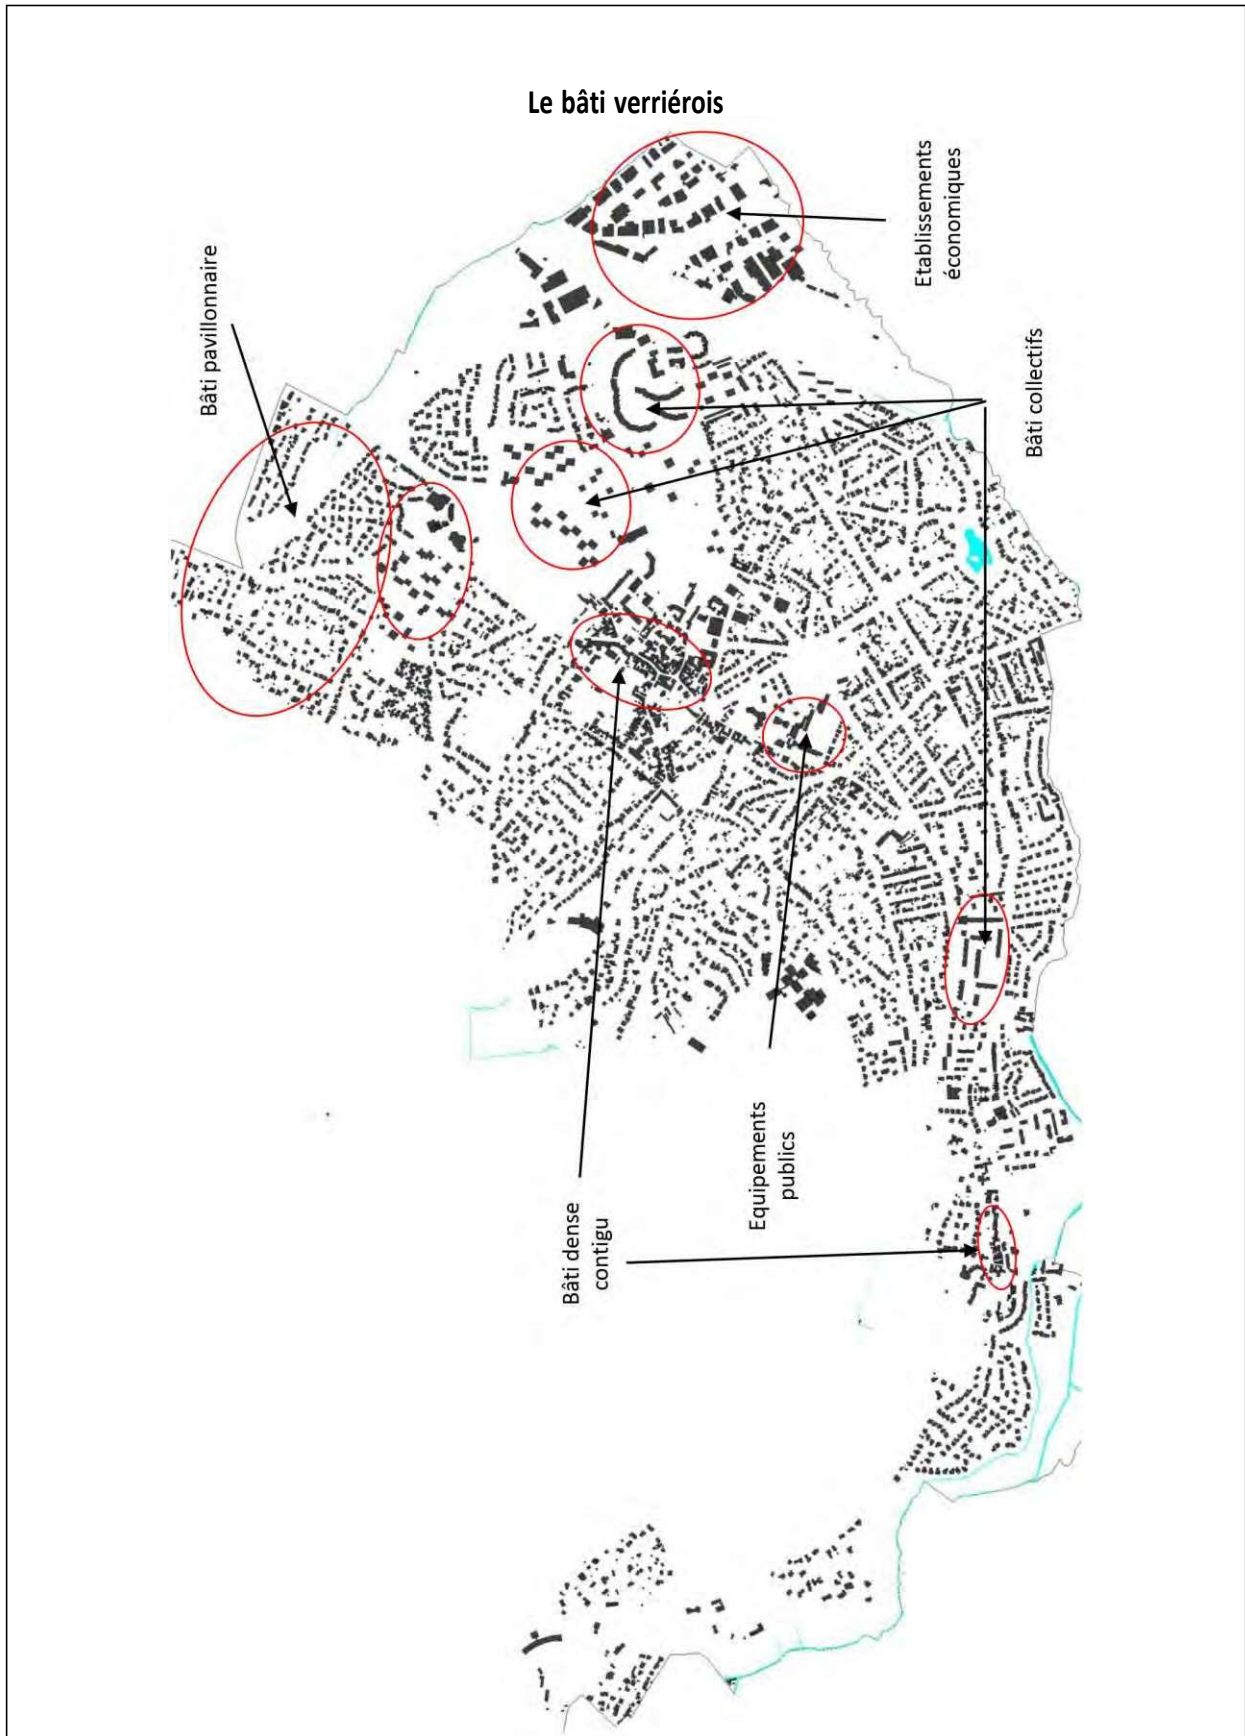 Le bâti verriérois
Bâti pavillonnaire
Etablissements
économiques
Bâti collectifs
Equipements
publics
Bâti dense
contigu